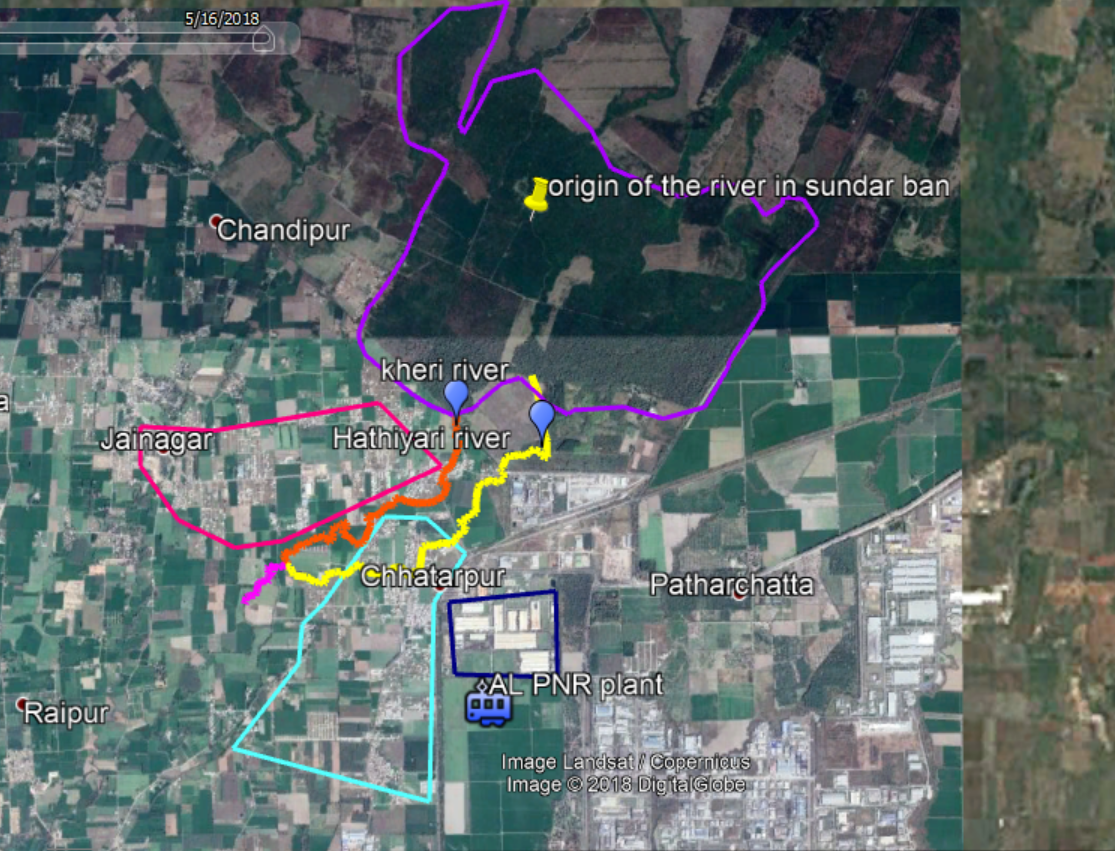 5/16/2018
origin of the river in sundar ban
Chandipur
kheri river
a
Jainagar
Hathiyari river
Chhatarpur
Patharchatta
AL PNR plant
Raipur
Image Landsat / Copernicus
Image © 2018 DigitalGlobe